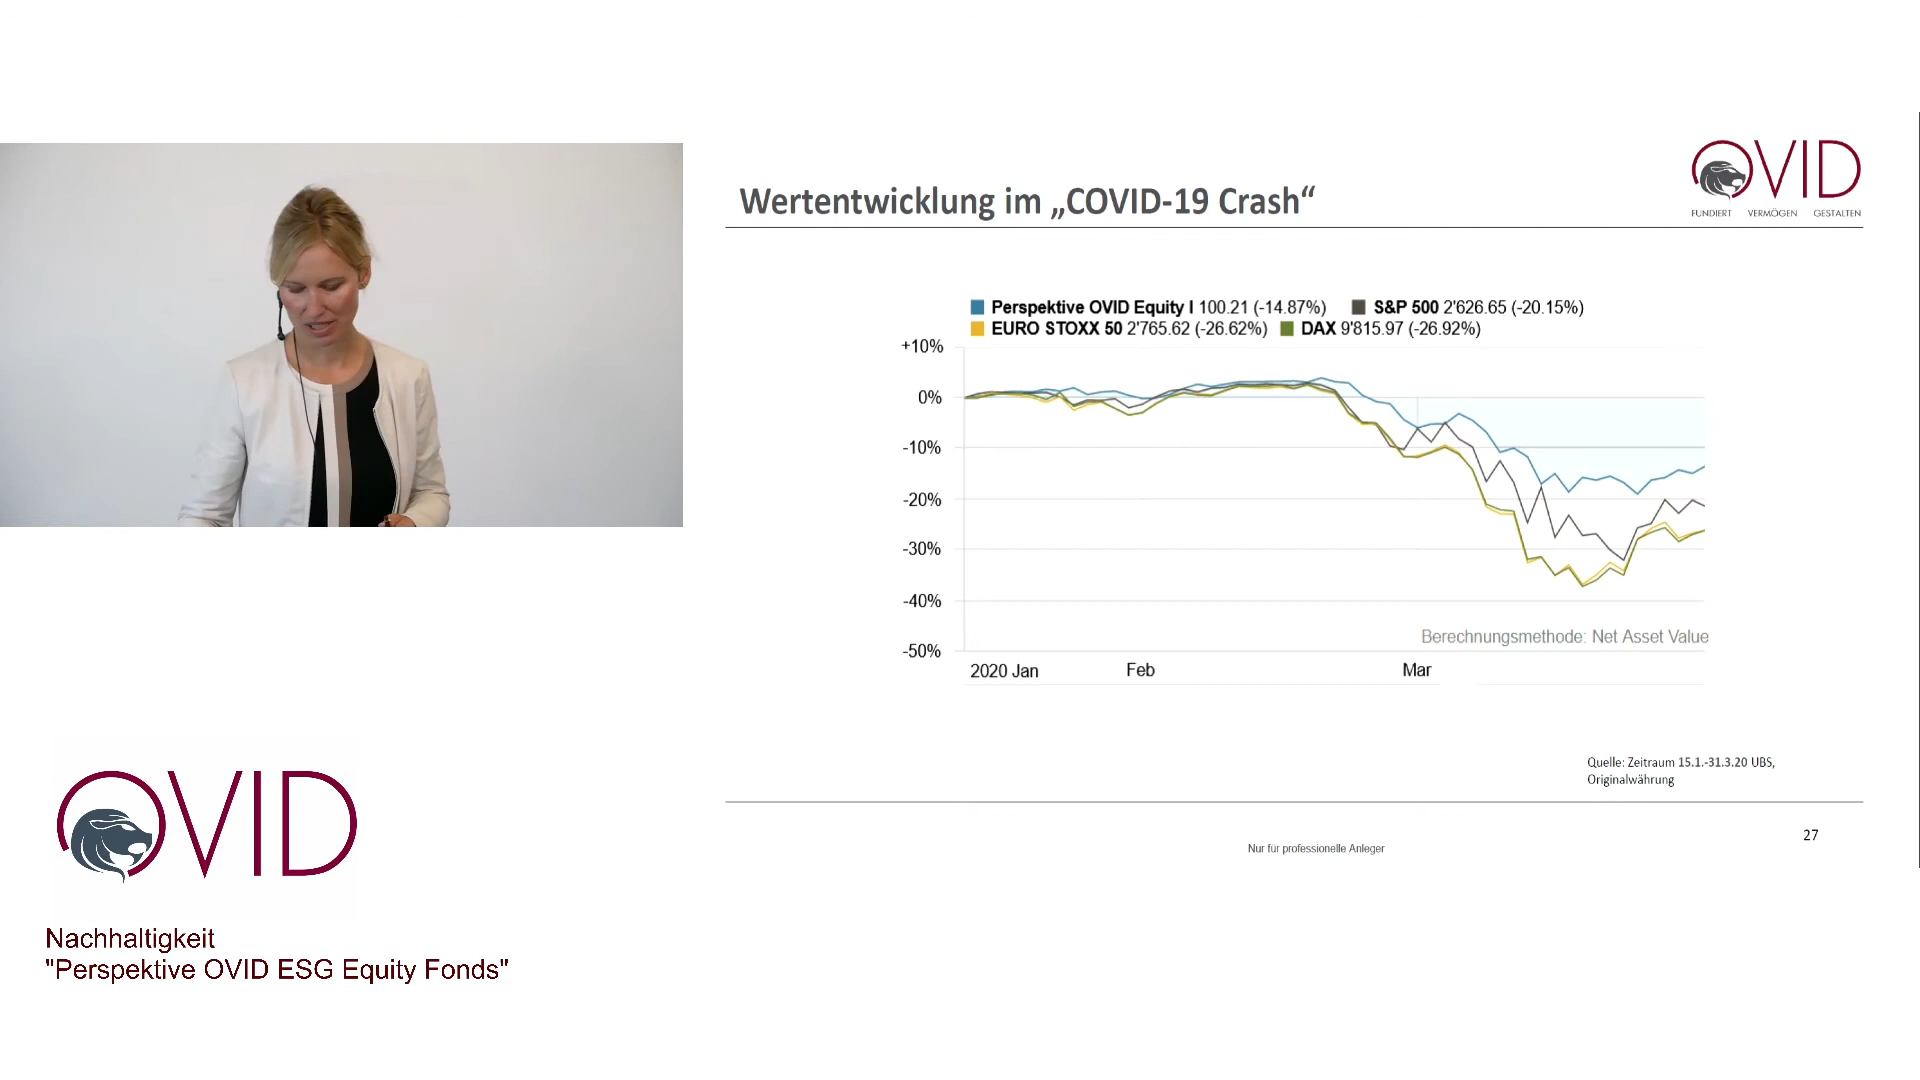 OVID
FUNDIERT VERMÖGEN GESTALTEN
Wertentwicklung im „COVID-19 Crash“
Perspektive OVID Equity I 100.21 (-14.87%) S&P 500 2'626.65 (-20.15%)
EURO STOXX 50 2'765.62 (-26.62%) DAX 9'815.97 (-26.92%)
+10%
0%
-10%
-20%
-30%
-40%
-50%
Berechnungsmethode: Net Asset Value
2020 Jan Feb Mar
Quelle: Zeitraum 15.1.-31.3.20 UBS,
Originalwährung
27
Nur für professionelle Anleger
OVID
Nachhaltigkeit
"Perspektive OVID ESG Equity Fonds"